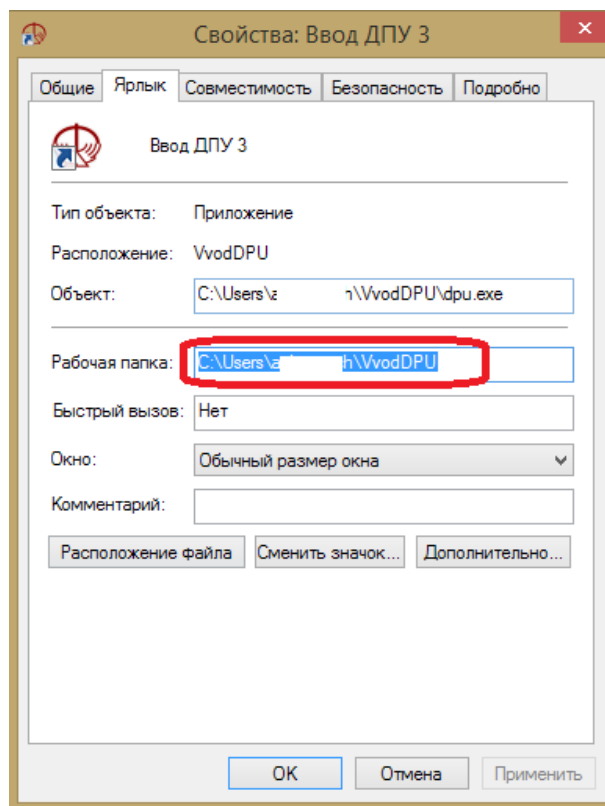 Свойства: Ввод ДПУ 3
Общие Ярлык Совместимость Безопасность Подробно
Ввод ДПУ 3
Тип объекта: Приложение
Расположение: VvodDPU
Объект: C:\Users\a h\VvodDPU\dpu.exe
Рабочая папка: C:\Users\a h\VvodDPU
Быстрый вызов: Нет
Окно: Обычный размер окна
Комментарий:
Расположение файла Сменить значок... Дополнительно...
OK Отмена Применить